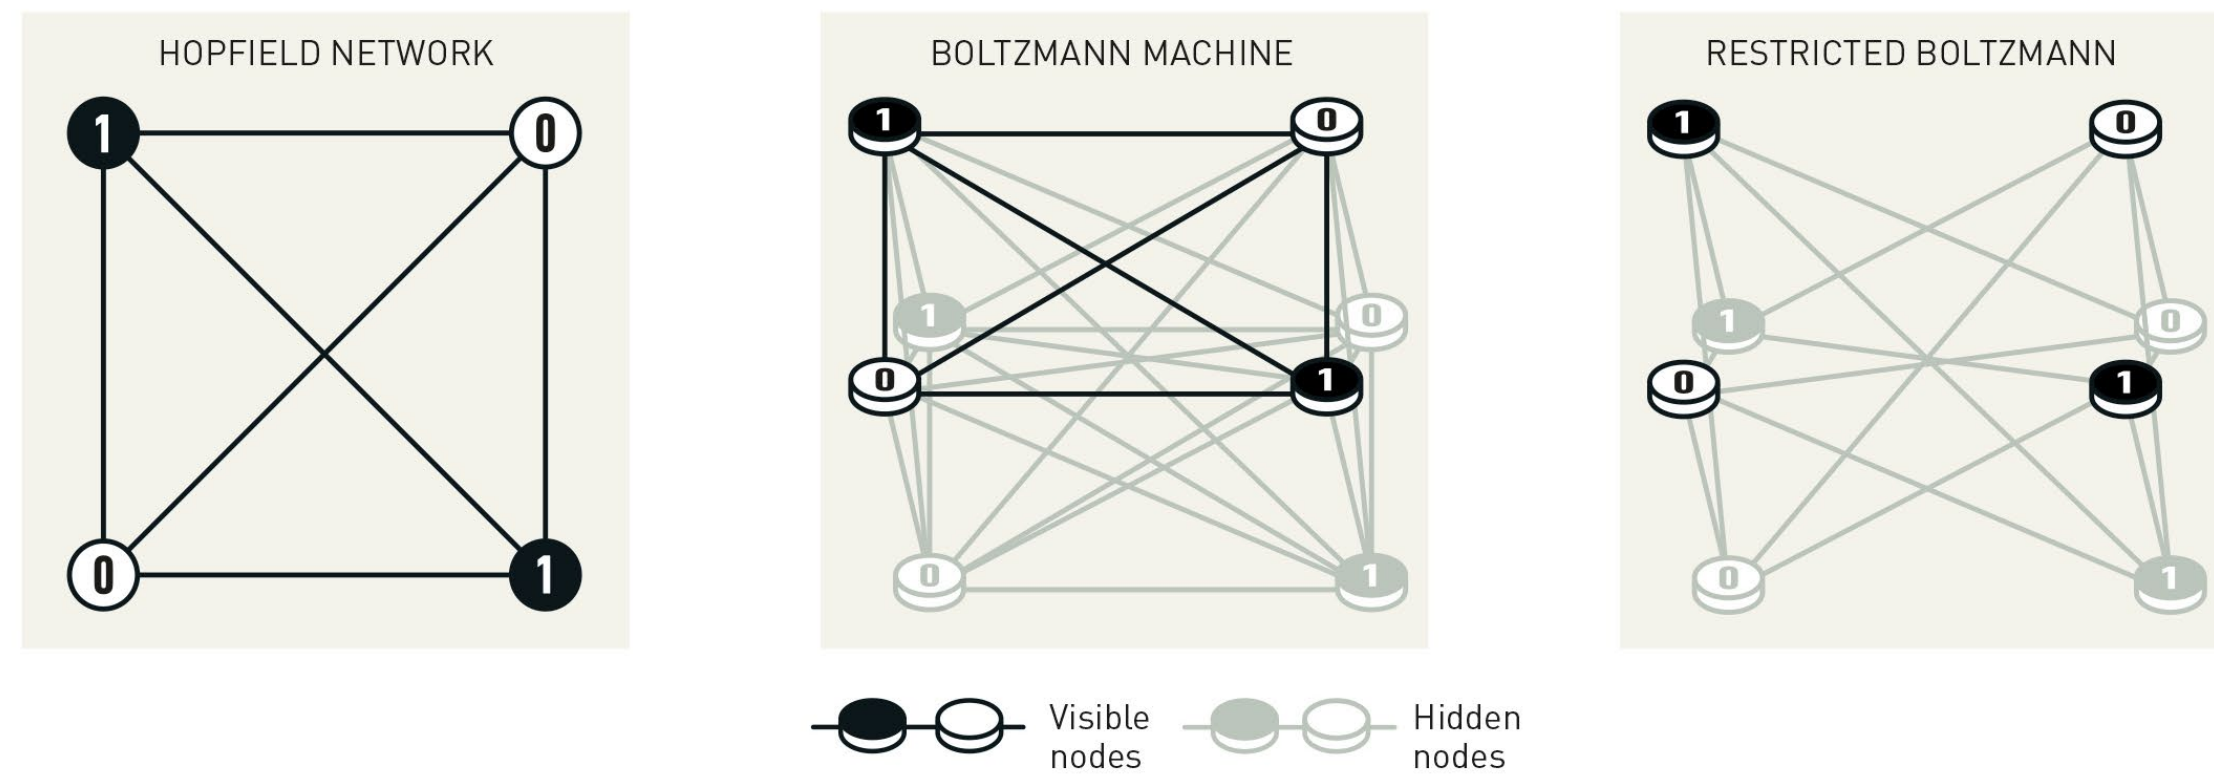 HOPFIELD NETWORK
1
0
0
1
BOLTZMANN MACHINE
1
0
1
0
0
1
0
1
RESTRICTED BOLTZMANN
1
0
1
0
0
1
0
1
Visible
nodes
Hidden
nodes